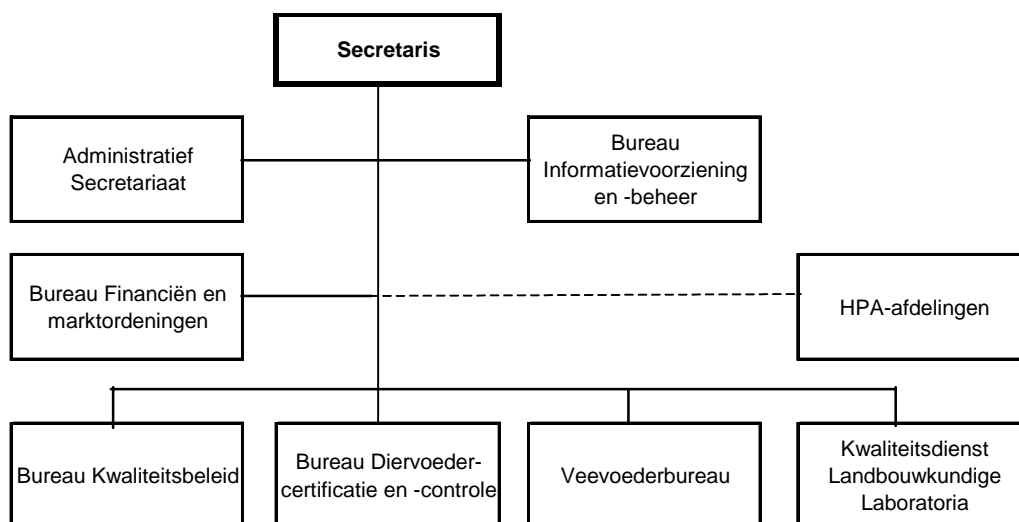 Secretaris
Administratief
Secretariaat
Bureau
Informatievoorziening
en -beheer
Bureau Financiën en
marktordeningen
HPA-afdelingen
Bureau Kwaliteitsbeleid
Bureau Diervoeder-
certificatie en -controle
Veevoederbureau
Kwaliteitsdienst
Landbouwkundige
Laboratoria